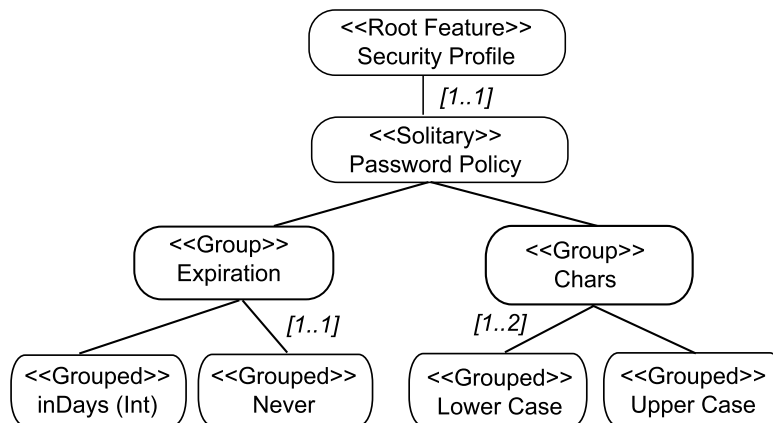 <<Root Feature>>
Security Profile
[1..1]
<<Solitary>>
Password Policy
<<Group>>
Expiration
<<Group>>
Chars
[1..1]
[1..2]
<<Grouped>>
inDays (Int)
<<Grouped>>
Never
<<Grouped>>
Lower Case
<<Grouped>>
Upper Case